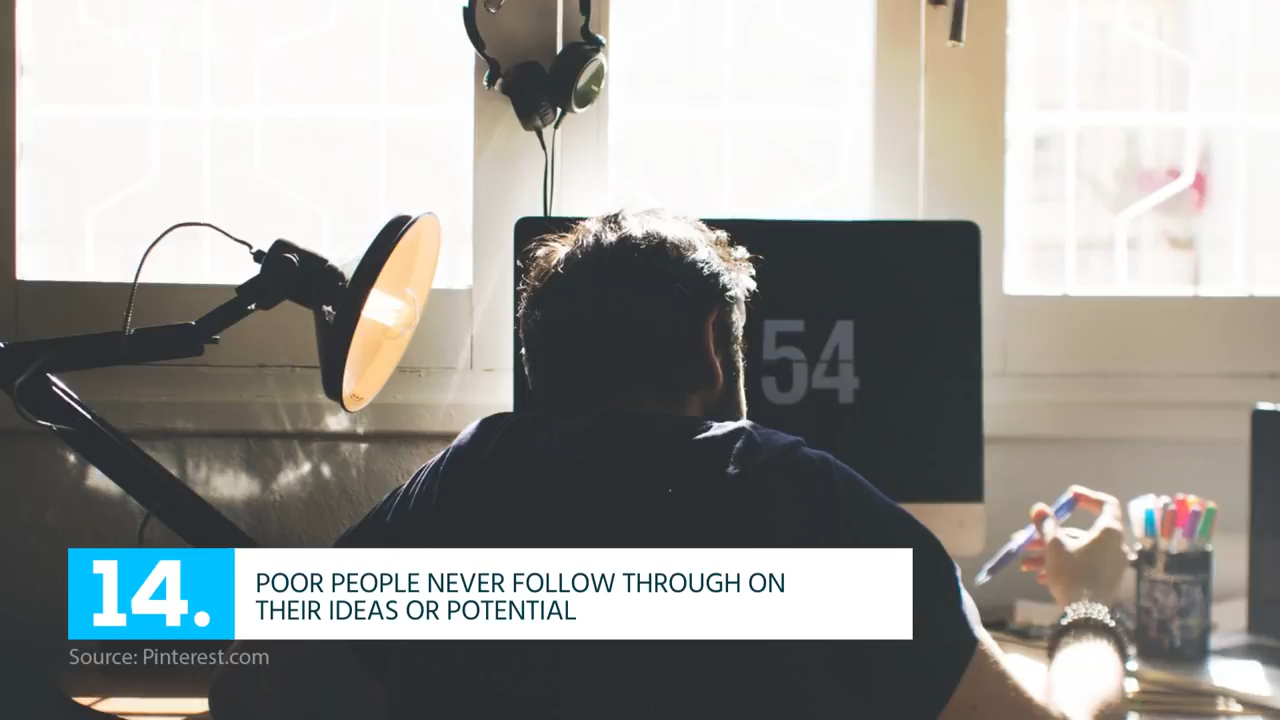 54
14.
POOR PEOPLE NEVER FOLLOW THROUGH ON
THEIR IDEAS OR POTENTIAL
Source: Pinterest.com